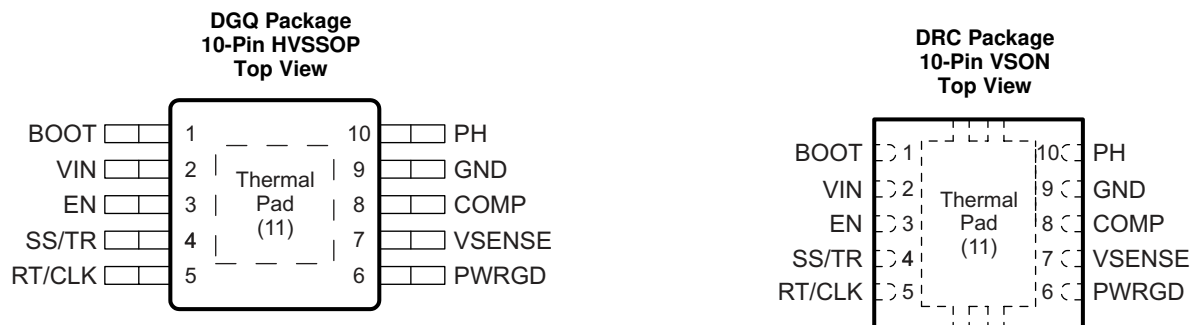 DGQ Package
10-Pin HVSSOP
Top View
BOOT 1 10 PH
VIN 2 9 GND
EN 3 8 COMP
SS/TR 4 7 VSENSE
RT/CLK 5 6 PWRGD
Thermal
Pad
(11)
DRC Package
10-Pin VSON
Top View
BOOT 1 10 PH
VIN 2 9 GND
EN 3 8 COMP
SS/TR 4 7 VSENSE
RT/CLK 5 6 PWRGD
Thermal
Pad
(11)